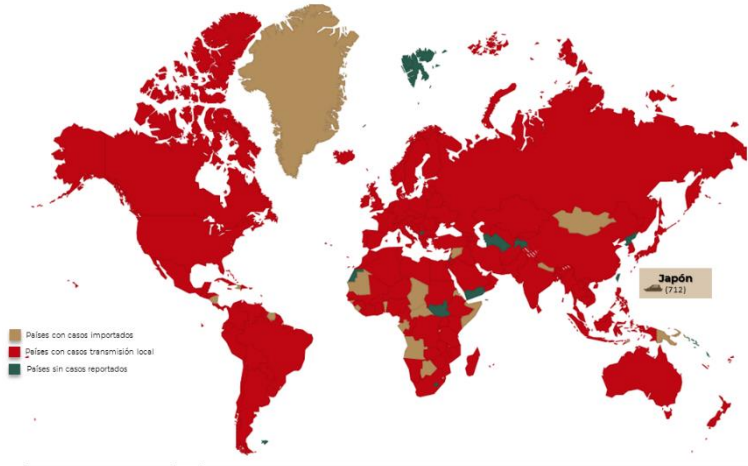 Japón
(712)
Países con casos importados
Países con casos transmisión local
Países sin casos reportados